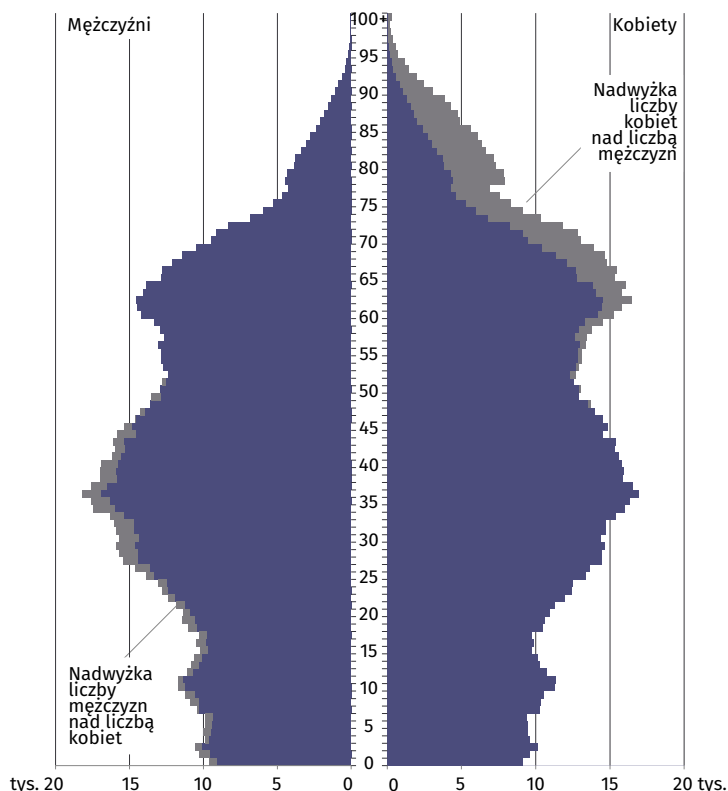 Mężczyźni
100+
Kobiety
95
90
85
80
75
70
65
60
55
50
45
40
35
30
25
20
15
10
5
0
Nadwyżka
liczby
kobiet
nad liczbą
mężczyzn
Nadwyżka
liczby
mężczyzn
nad liczbą
kobiet
tys. 20 15 10 5 0 0 5 10 15 20 tys.